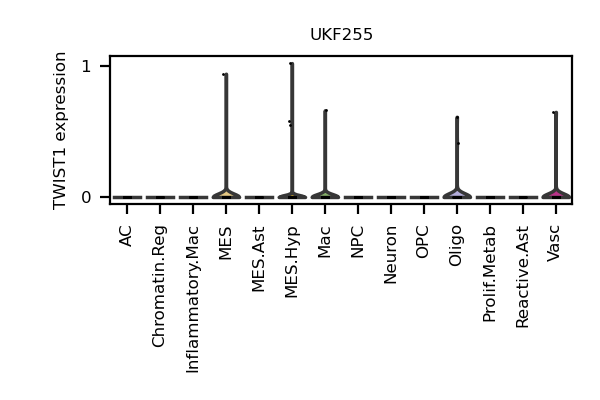 UKF255
TWIST1 expression
1
0
AC
Chromatin.Reg
Inflammatory.Mac
MES
MES.Ast
MES.Hyp
Mac
NPC
Neuron
OPC
Oligo
Prolif.Metab
Reactive.Ast
Vasc